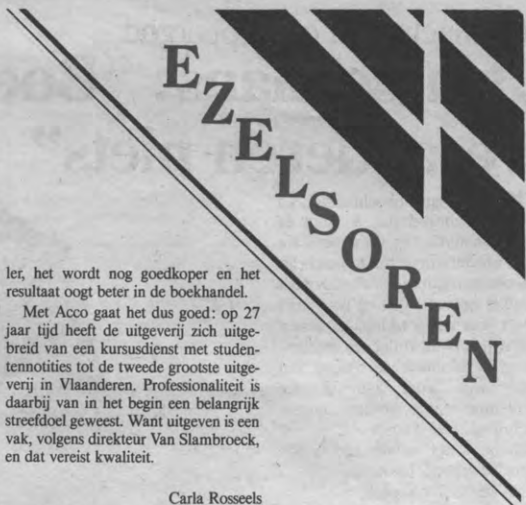 EZELSOREN
ler, het wordt nog goedkoper en het
resultaat oogt beter in de boekhandel.
Met Acco gaat het dus goed: op 27
jaar tijd heeft de uitgeverij zich uitge-
breid van een kursusdienst met studen-
tennotities tot de tweede grootste uitge-
verij in Vlaanderen. Professionaliteit is
daarbij van in het begin een belangrijk
streefdoel geweest. Want uitgeven is een
vak, volgens direkteur Van Slambroeck,
en dat vereist kwaliteit.
Carla Rosseels